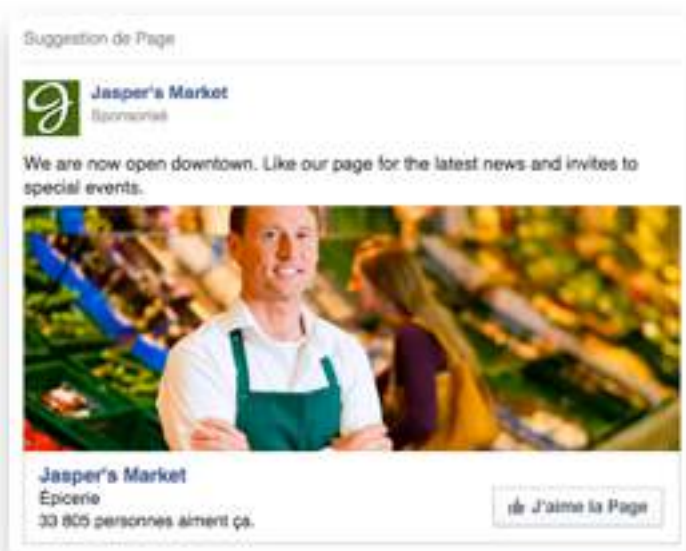 Suggestion de Page
Jasper's Market
Sponsorisé
We are now open downtown. Like our page for the latest news and invites to
special events.
Jasper's Market
Épicerie
33 805 personnes aiment ça.
J'aime la Page